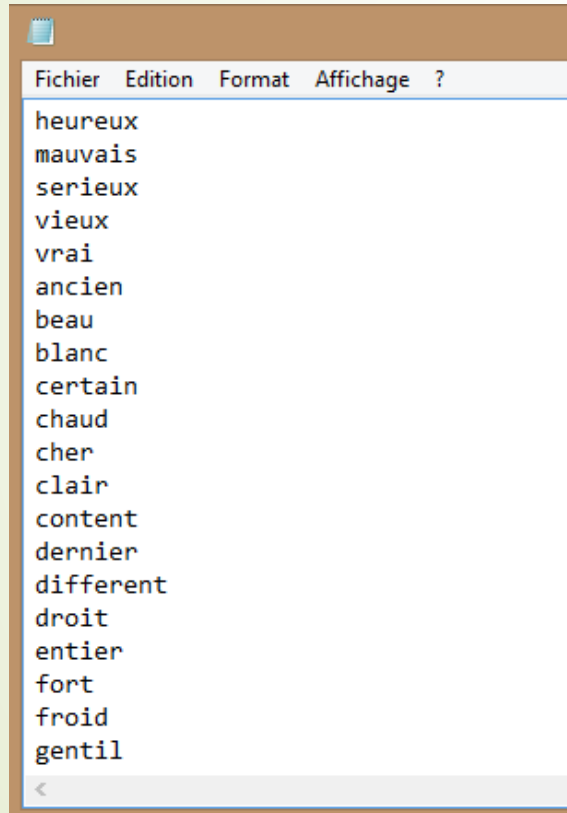 Fichier Edition Format Affichage ?
heureux
mauvais
serieux
vieux
vrai
ancien
beau
blanc
certain
chaud
cher
clair
content
dernier
different
droit
entier
fort
froid
gentil